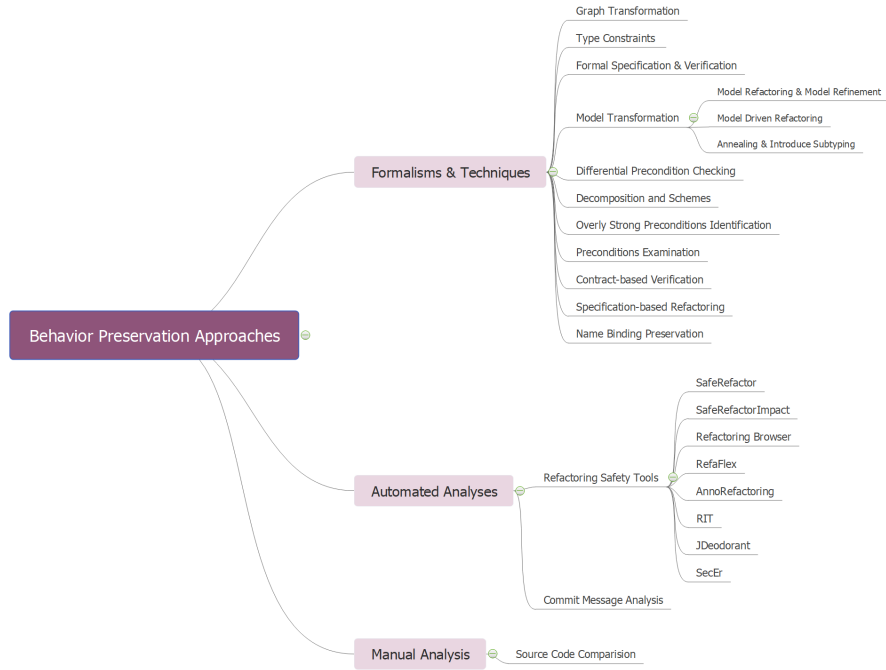 Behavior Preservation Approaches
Formalisms & Techniques
Graph Transformation
Type Constraints
Formal Specification & Verification
Model Transformation
Model Refactoring & Model Refinement
Model Driven Refactoring
Annealing & Introduce Subtyping
Differential Precondition Checking
Decomposition and Schemes
Overly Strong Preconditions Identification
Preconditions Examination
Contract-based Verification
Specification-based Refactoring
Name Binding Preservation
Automated Analyses
Refactoring Safety Tools
SafeRefactor
SafeRefactorImpact
Refactoring Browser
RefaFlex
AnnoRefactoring
RIT
JDeodorant
SecEr
Commit Message Analysis
Manual Analysis
Source Code Comparision